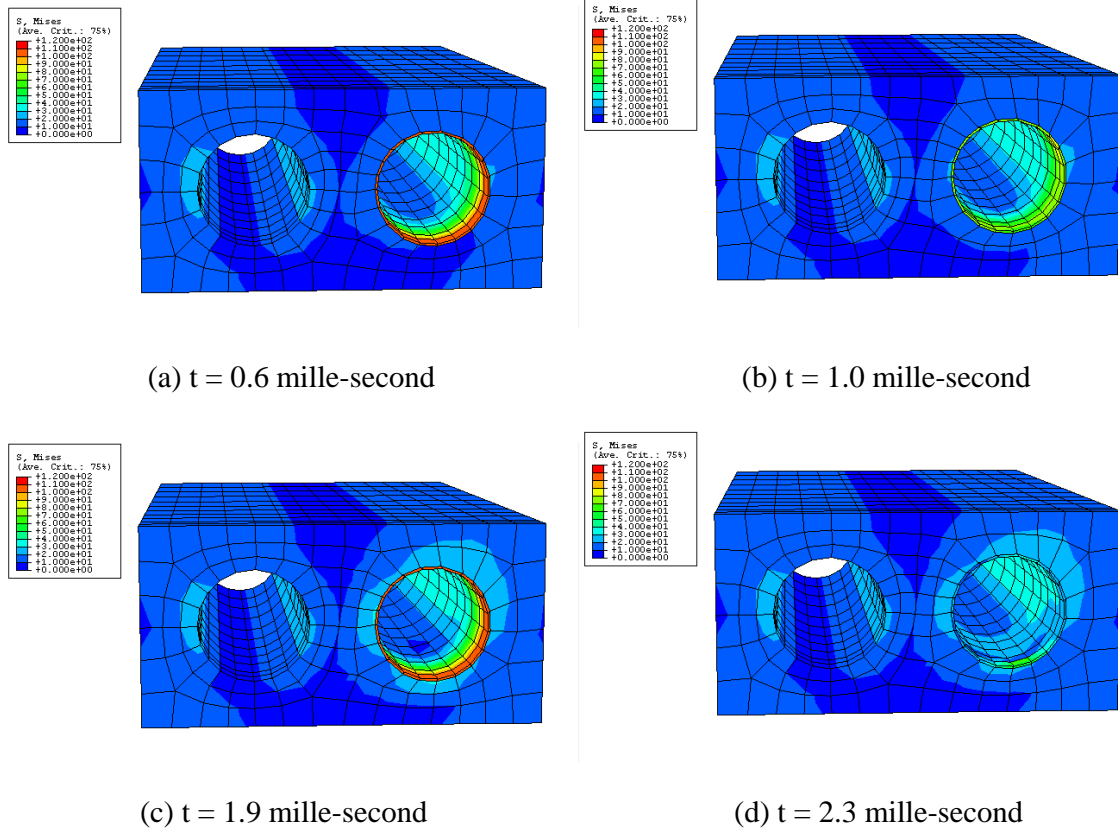 S, Mises
(Ave. Crit.: 75%)
+1.200e+02
+1.100e+02
+1.000e+02
+9.000e+01
+8.000e+01
+7.000e+01
+6.000e+01
+5.000e+01
+4.000e+01
+3.000e+01
+2.000e+01
+1.000e+01
+0.000e+00
S, Mises
(Ave. Crit.: 75%)
+1.200e+02
+1.100e+02
+1.000e+02
+9.000e+01
+8.000e+01
+7.000e+01
+6.000e+01
+5.000e+01
+4.000e+01
+3.000e+01
+2.000e+01
+1.000e+01
+0.000e+00
(a) t = 0.6 mille-second
(b) t = 1.0 mille-second
S, Mises
(Ave. Crit.: 75%)
+1.200e+02
+1.100e+02
+1.000e+02
+9.000e+01
+8.000e+01
+7.000e+01
+6.000e+01
+5.000e+01
+4.000e+01
+3.000e+01
+2.000e+01
+1.000e+01
+0.000e+00
S, Mises
(Ave. Crit.: 75%)
+1.200e+02
+1.100e+02
+1.000e+02
+9.000e+01
+8.000e+01
+7.000e+01
+6.000e+01
+5.000e+01
+4.000e+01
+3.000e+01
+2.000e+01
+1.000e+01
+0.000e+00
(c) t = 1.9 mille-second
(d) t = 2.3 mille-second